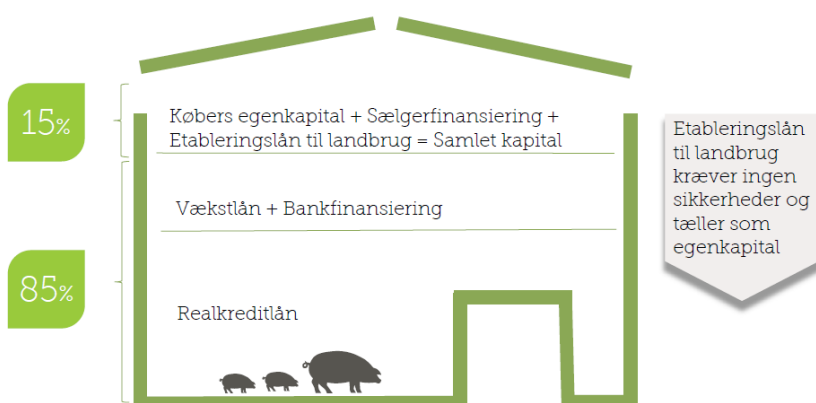 15%
Købers egenkapital + Sælgerfinansiering +
Etableringslån til landbrug = Samlet kapital
Etableringslån
til landbrug
kræver ingen
sikkerheder og
tæller som
egenkapital
Vækstlån + Bankfinansiering
85%
Realkreditlån